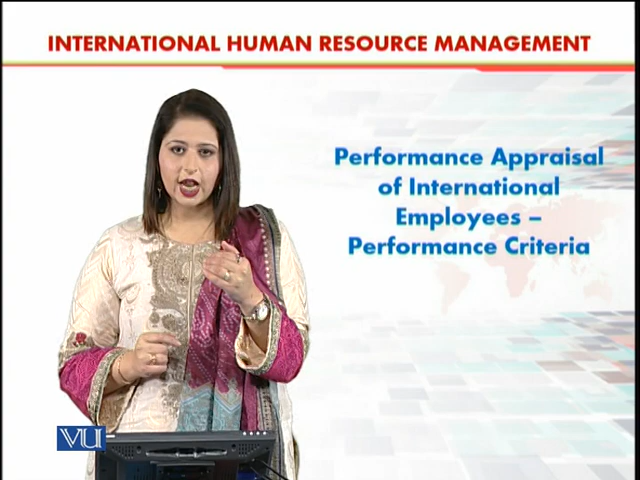 INTERNATIONAL HUMAN RESOURCE MANAGEMENT
Performance Appraisal
of International
Employees –
Performance Criteria
VU